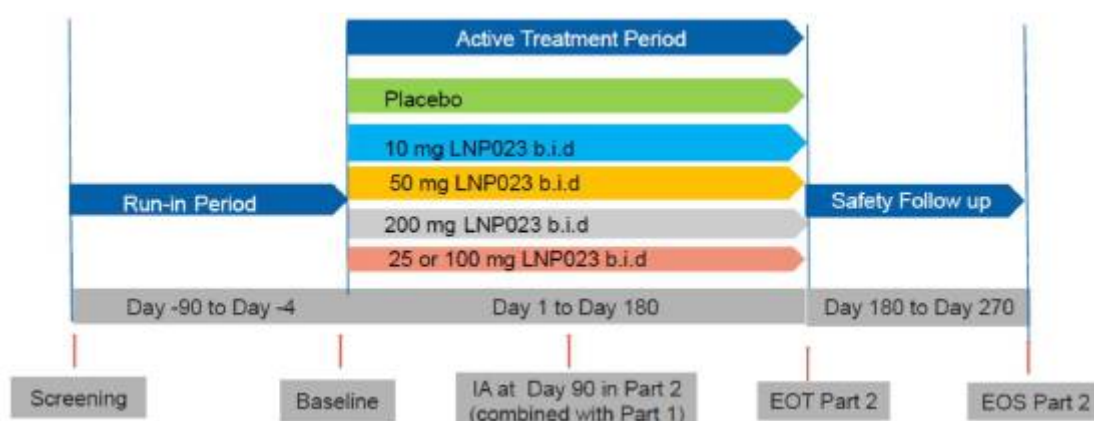 Active Treatment Period
Placebo
10 mg LNP023 b.i.d
50 mg LNP023 b.i.d
Run-in Period
Safety Follow up
200 mg LNP023 b.i.d
25 or 100 mg LNP023 b.i.d
Day -90 to Day -4
Day 1 to Day 180
Day 180 to Day 270
Screening
Baseline
IA at Day 90 in Part 2
(combined with Part 1)
EOT Part 2
EOS Part 2